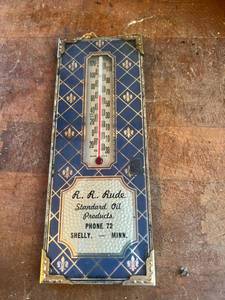 R. R. Rude
Standard Oil
Products
PHONE 72
SHELLY, — MINN.